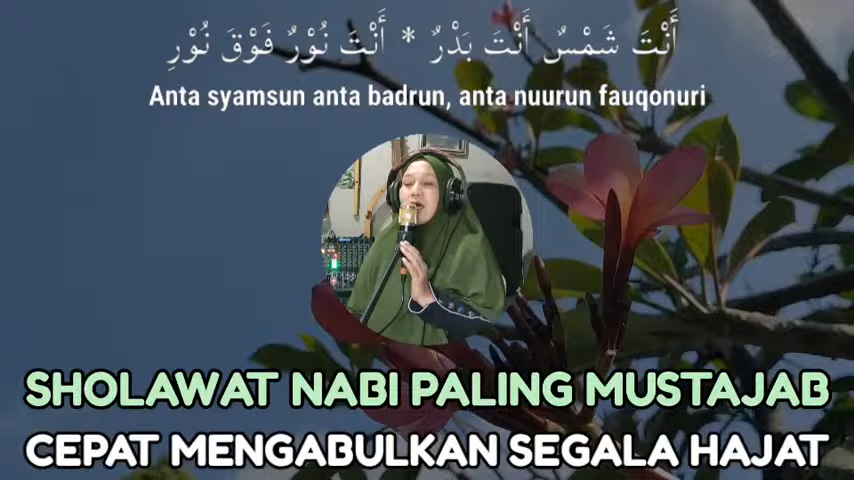 أَنْتَ شَمْسٌ أَنْتَ بَدْرٌ * أَنْتَ نُوْرٌ فَوْقَ نُوْرِ
Anta syamsun anta badrun, anta nuurun fauqonuri
SHOLAWAT NABI PALING MUSTAJAB
CEPAT MENGABULKAN SEGALA HAJAT